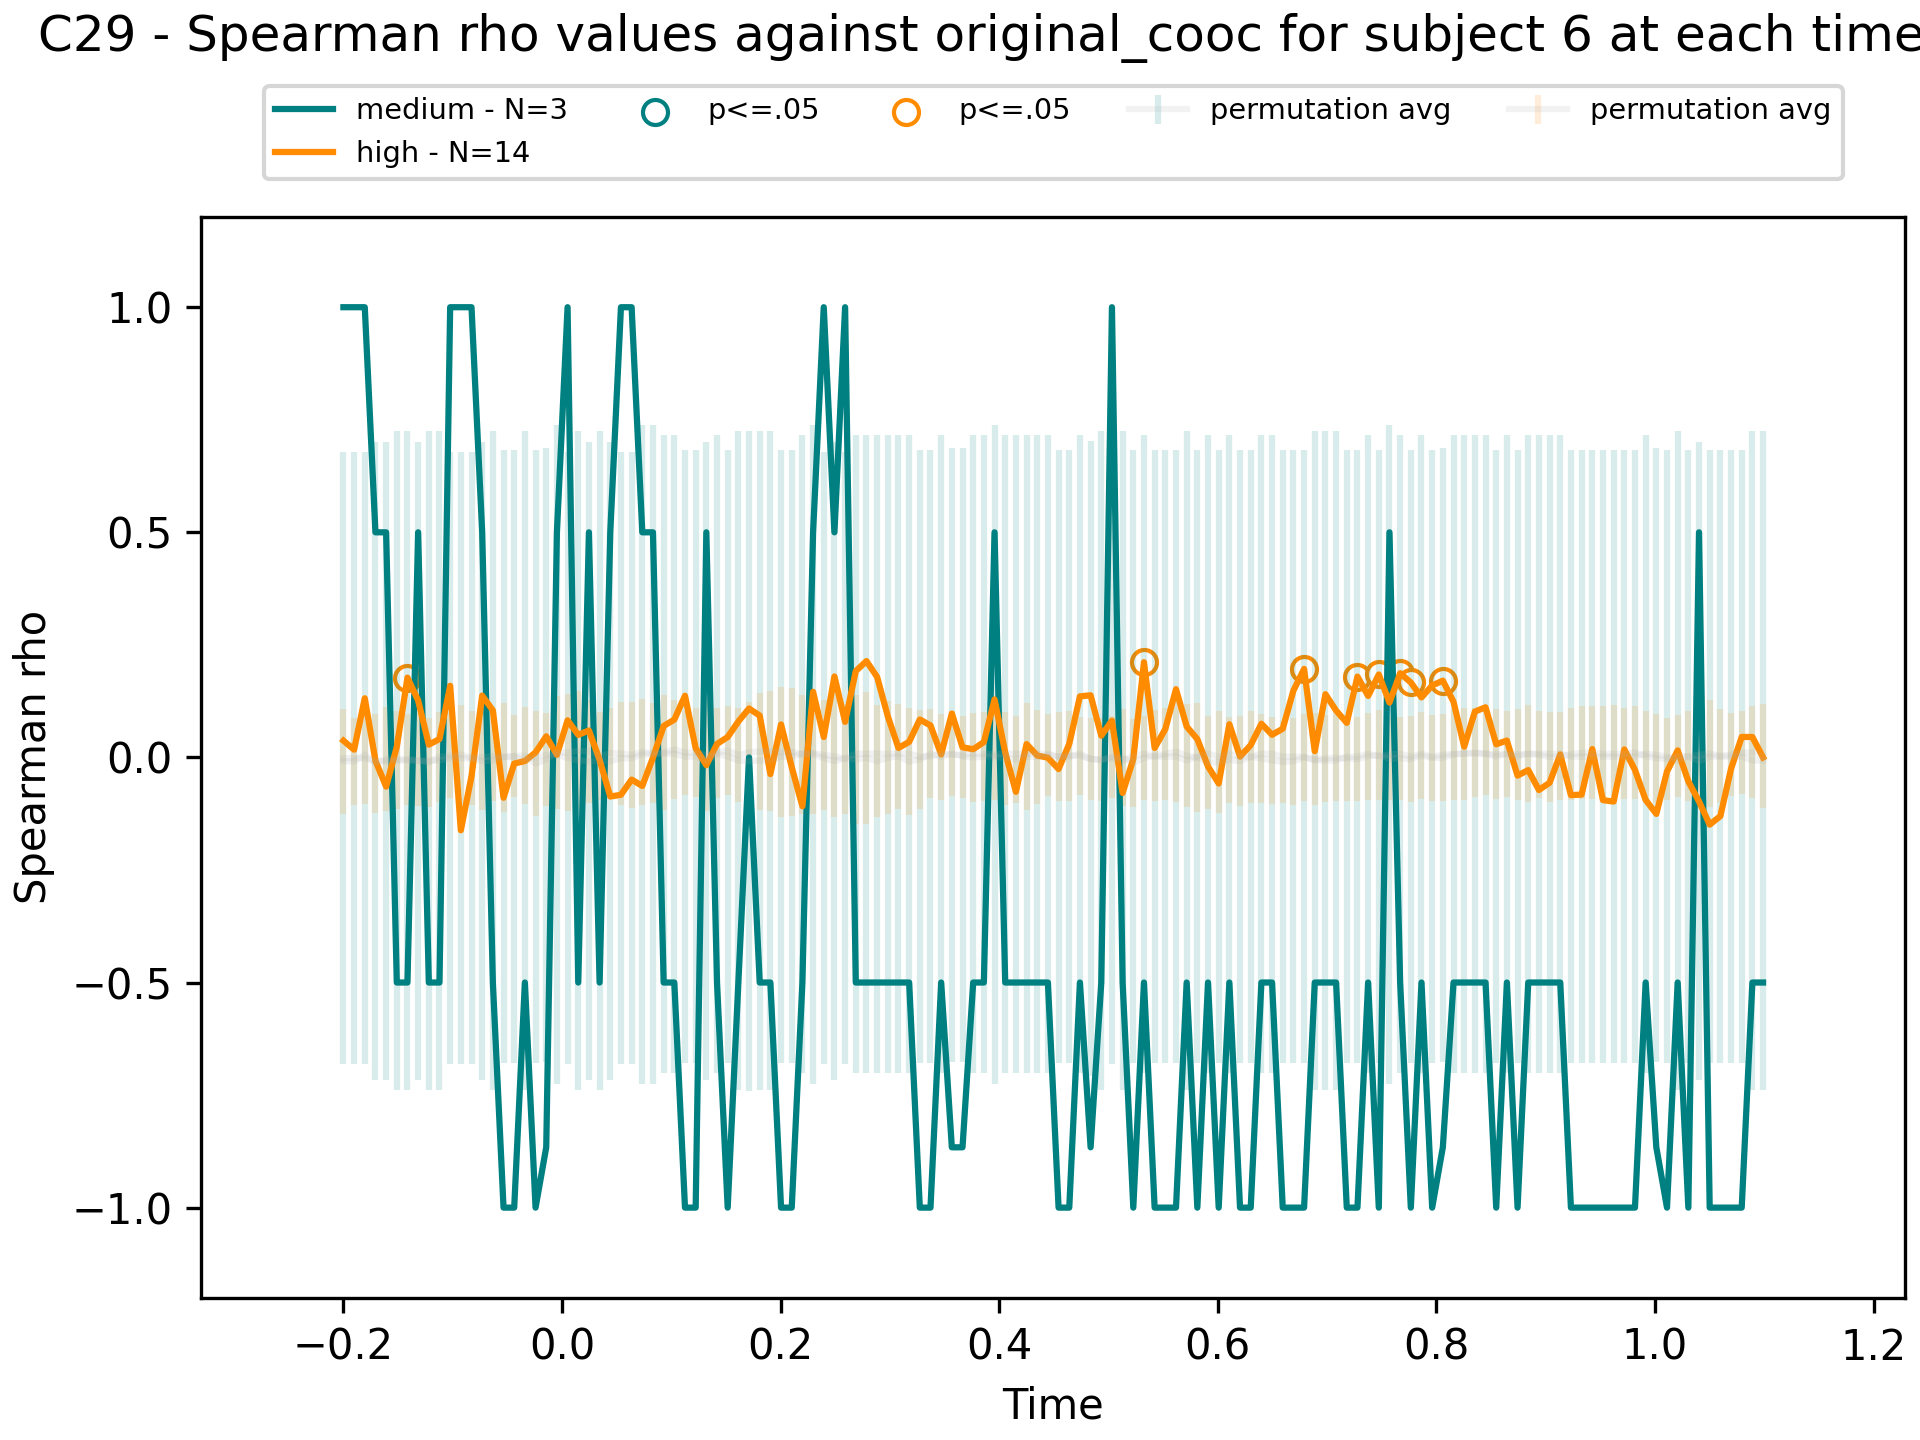 C29 - Spearman rho values against original_cooc for subject 6 at each time
medium - N=3
high - N=14
p<=.05
p<=.05
permutation avg
permutation avg
Spearman rho
1.0
0.5
0.0
−0.5
−1.0
−0.2 0.0 0.2 0.4 0.6 0.8 1.0 1.2
Time